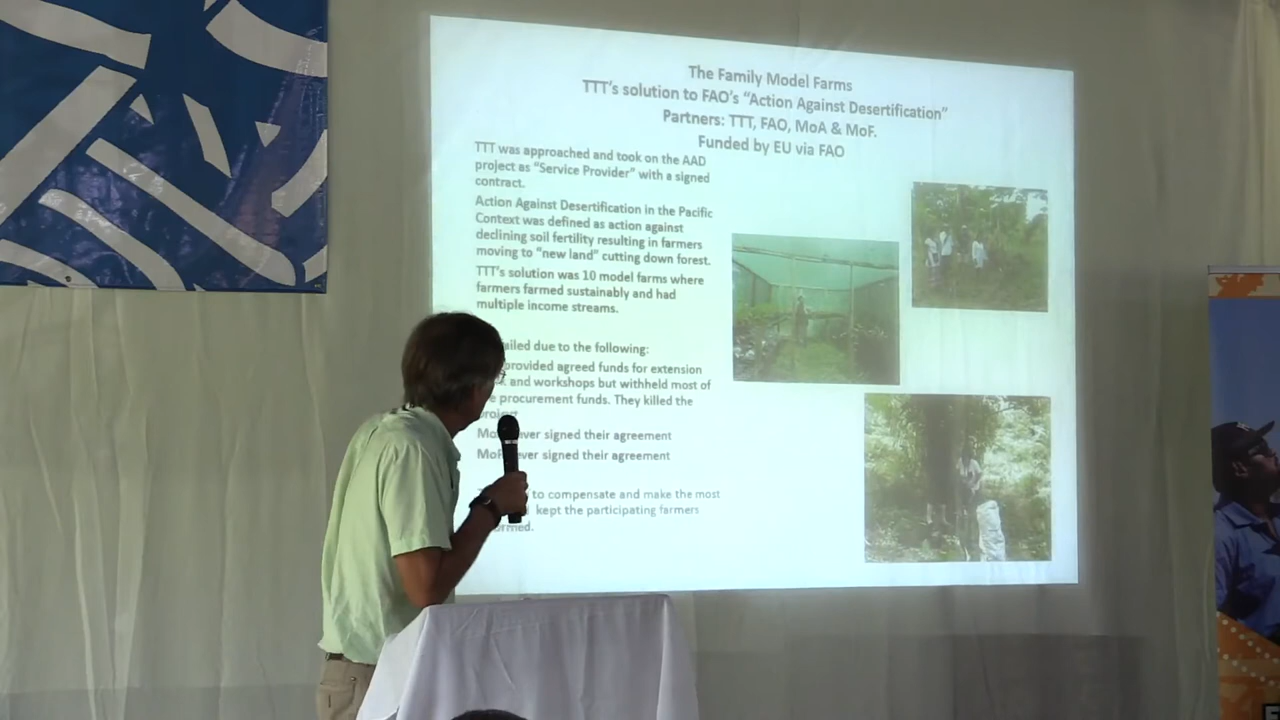 The Family Model Farms
TTT's solution to FAO's “Action Against Desertification”
Partners: TTT, FAO, MoA & MoF.
Funded by EU via FAO
TTT was approached and took on the AAD
project as “Service Provider” with a signed
contract.
Action Against Desertification in the Pacific
Context was defined as action against
declining soil fertility resulting in farmers
moving to “new land” cutting down forest.
TTT's solution was 10 model farms where
farmers farmed sustainably and had
multiple income streams.
ailed due to the following:
provided agreed funds for extension
and workshops but withheld most of
procurement funds. They killed the
project
ever signed their agreement
MoF ever signed their agreement
to compensate and make the most
kept the participating farmers